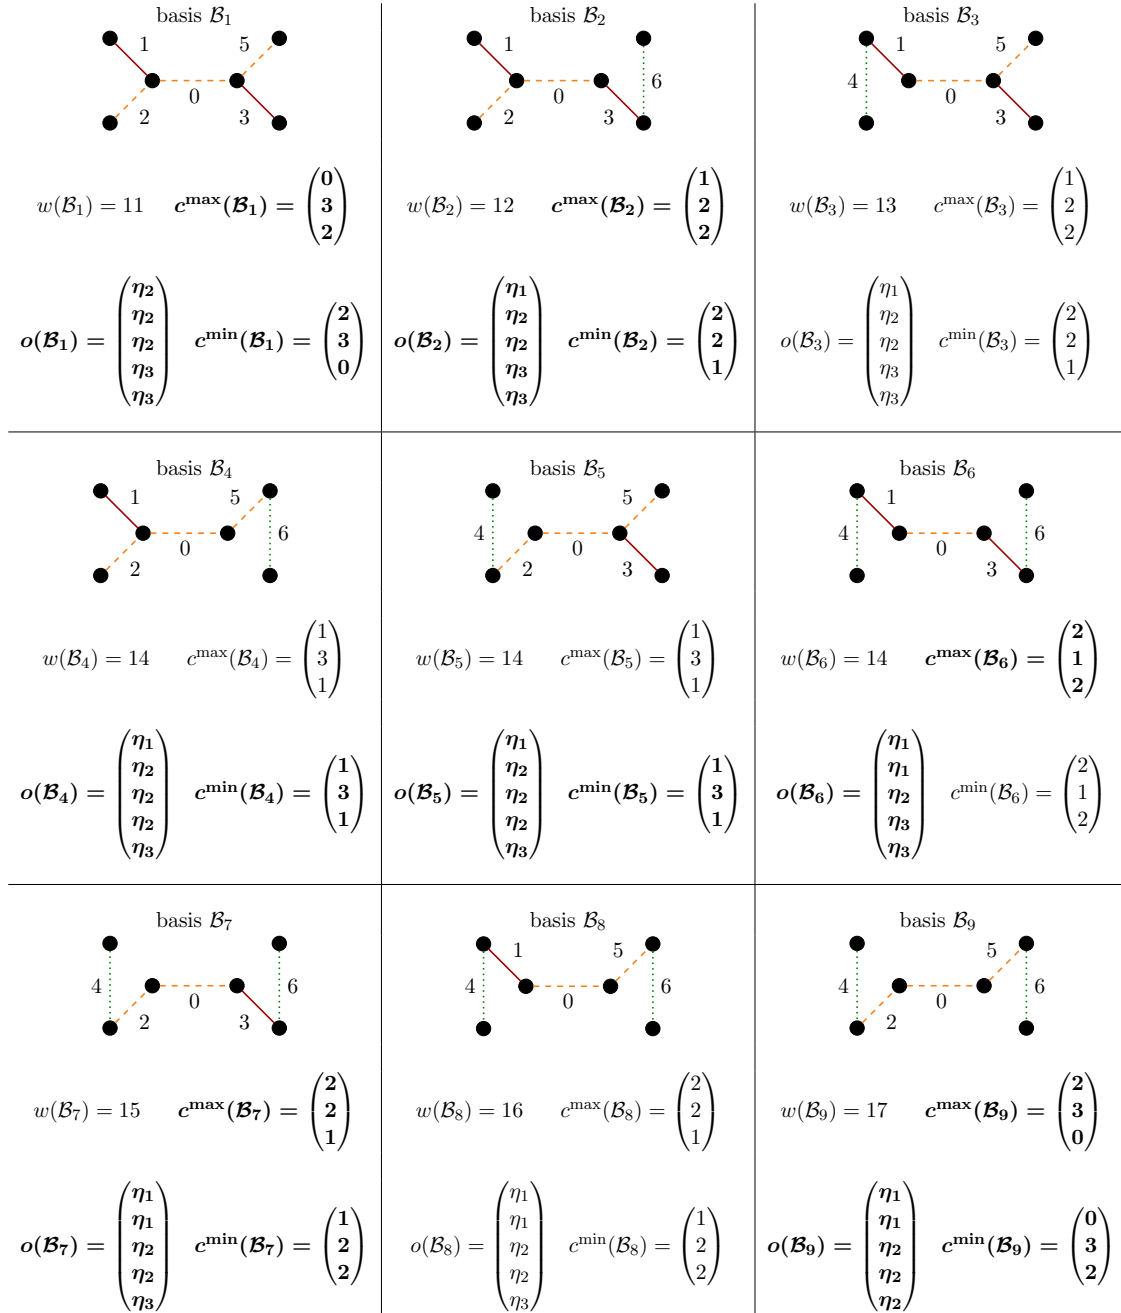 basis B₁ basis B₂ basis B₃
1 5 1 1 5
0 0 6 4 0
2 3 2 3 3
w(B₁) = 11 cᵐᵃˣ(B₁) = (0 3 2) w(B₂) = 12 cᵐᵃˣ(B₂) = (1 2 2) w(B₃) = 13 cᵐᵃˣ(B₃) = (1 2 2)
o(B₁) = (η₂ η₂ η₂ η₃ η₃) cᵐⁱⁿ(B₁) = (2 3 0) o(B₂) = (η₁ η₂ η₂ η₃ η₃) cᵐⁱⁿ(B₂) = (2 2 1) o(B₃) = (η₁ η₂ η₂ η₃ η₃) cᵐⁱⁿ(B₃) = (2 2 1)
basis B₄ basis B₅ basis B₆
1 5 5 1
0 6 4 0 4 0 6
2 2 3 3
w(B₄) = 14 cᵐᵃˣ(B₄) = (1 3 1) w(B₅) = 14 cᵐᵃˣ(B₅) = (1 3 1) w(B₆) = 14 cᵐᵃˣ(B₆) = (2 1 2)
o(B₄) = (η₁ η₂ η₂ η₂ η₃) cᵐⁱⁿ(B₄) = (1 3 1) o(B₅) = (η₁ η₂ η₂ η₂ η₃) cᵐⁱⁿ(B₅) = (1 3 1) o(B₆) = (η₁ η₁ η₂ η₃ η₃) cᵐⁱⁿ(B₆) = (2 1 2)
basis B₇ basis B₈ basis B₉
1 5 5
4 0 6 4 0 6 4 0 6
2 3 2
w(B₇) = 15 cᵐᵃˣ(B₇) = (2 2 1) w(B₈) = 16 cᵐᵃˣ(B₈) = (2 2 1) w(B₉) = 17 cᵐᵃˣ(B₉) = (2 3 0)
o(B₇) = (η₁ η₁ η₂ η₂ η₃) cᵐⁱⁿ(B₇) = (1 2 2) o(B₈) = (η₁ η₁ η₂ η₂ η₃) cᵐⁱⁿ(B₈) = (1 2 2) o(B₉) = (η₁ η₁ η₂ η₂ η₂) cᵐⁱⁿ(B₉) = (0 3 2)